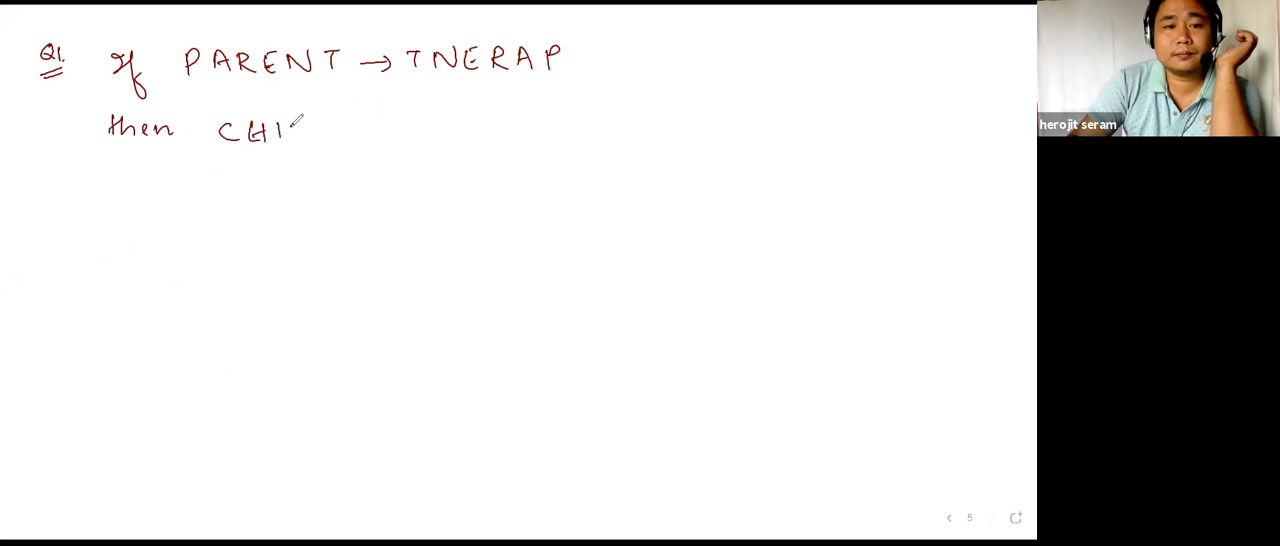 Q1. If PARENT → TNERAP
then CHI
herojit seram
5